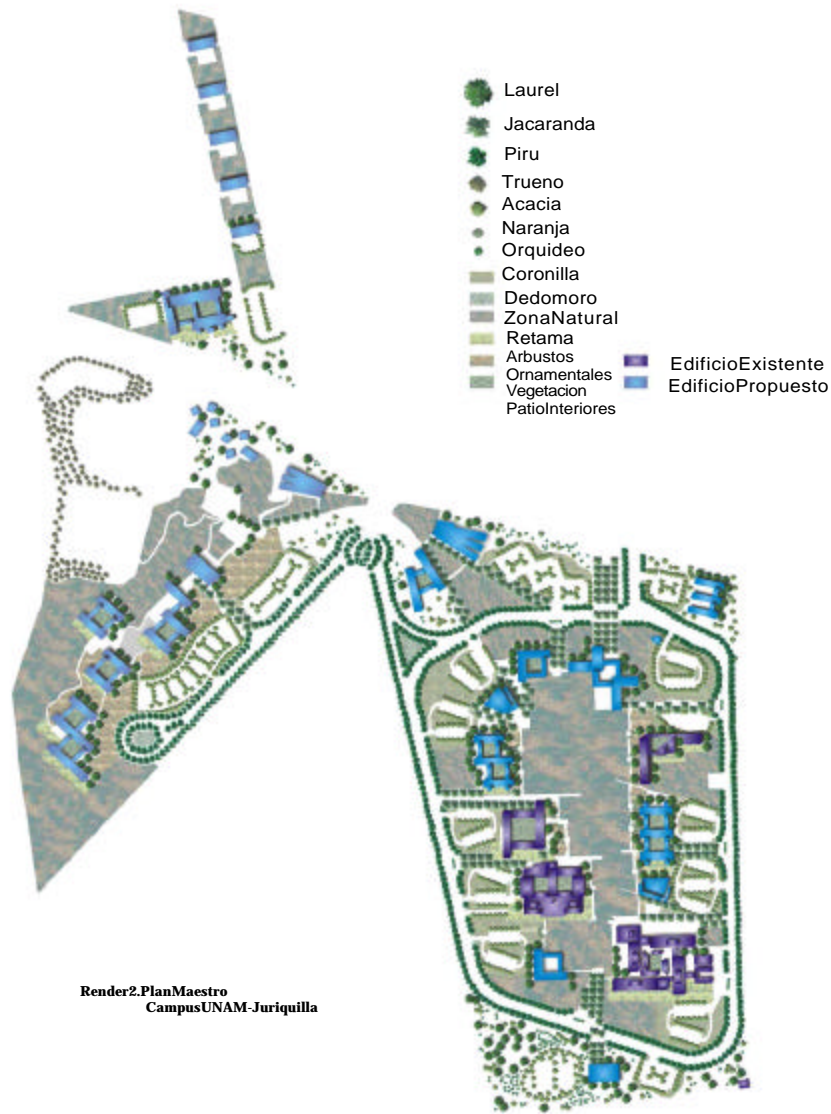 Laurel
Jacaranda
Piru
Trueno
Acacia
Naranja
Orquideo
Coronilla
Dedomoro
ZonaNatural
Retama
Arbustos
Ornamentales
Vegetacion
PatioInteriores
EdificioExistente
EdificioPropuesto
Render2.PlanMaestro
CampusUNAM-Juriquilla